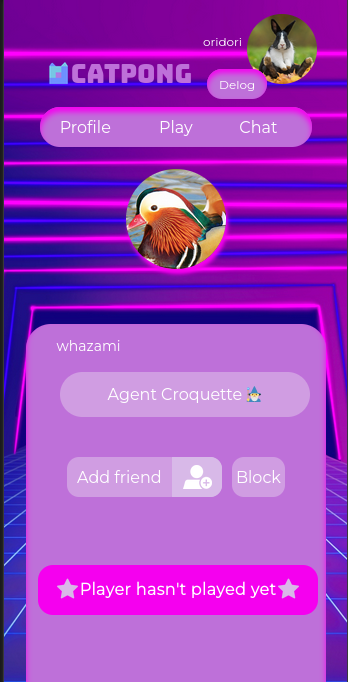 oridori
CATPONG
Delog
Profile Play Chat
whazami
Agent Croquette 🧙‍♂️
Add friend Block
Player hasn't played yet